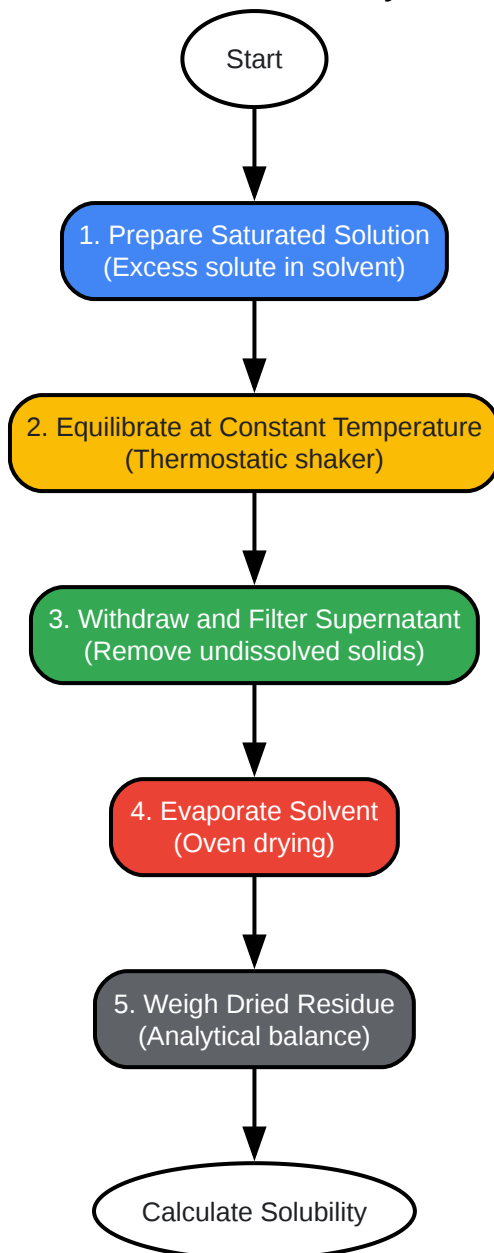 Start
1. Prepare Saturated Solution
(Excess solute in solvent)
2. Equilibrate at Constant Temperature
(Thermostatic shaker)
3. Withdraw and Filter Supernatant
(Remove undissolved solids)
4. Evaporate Solvent
(Oven drying)
5. Weigh Dried Residue
(Analytical balance)
Calculate Solubility